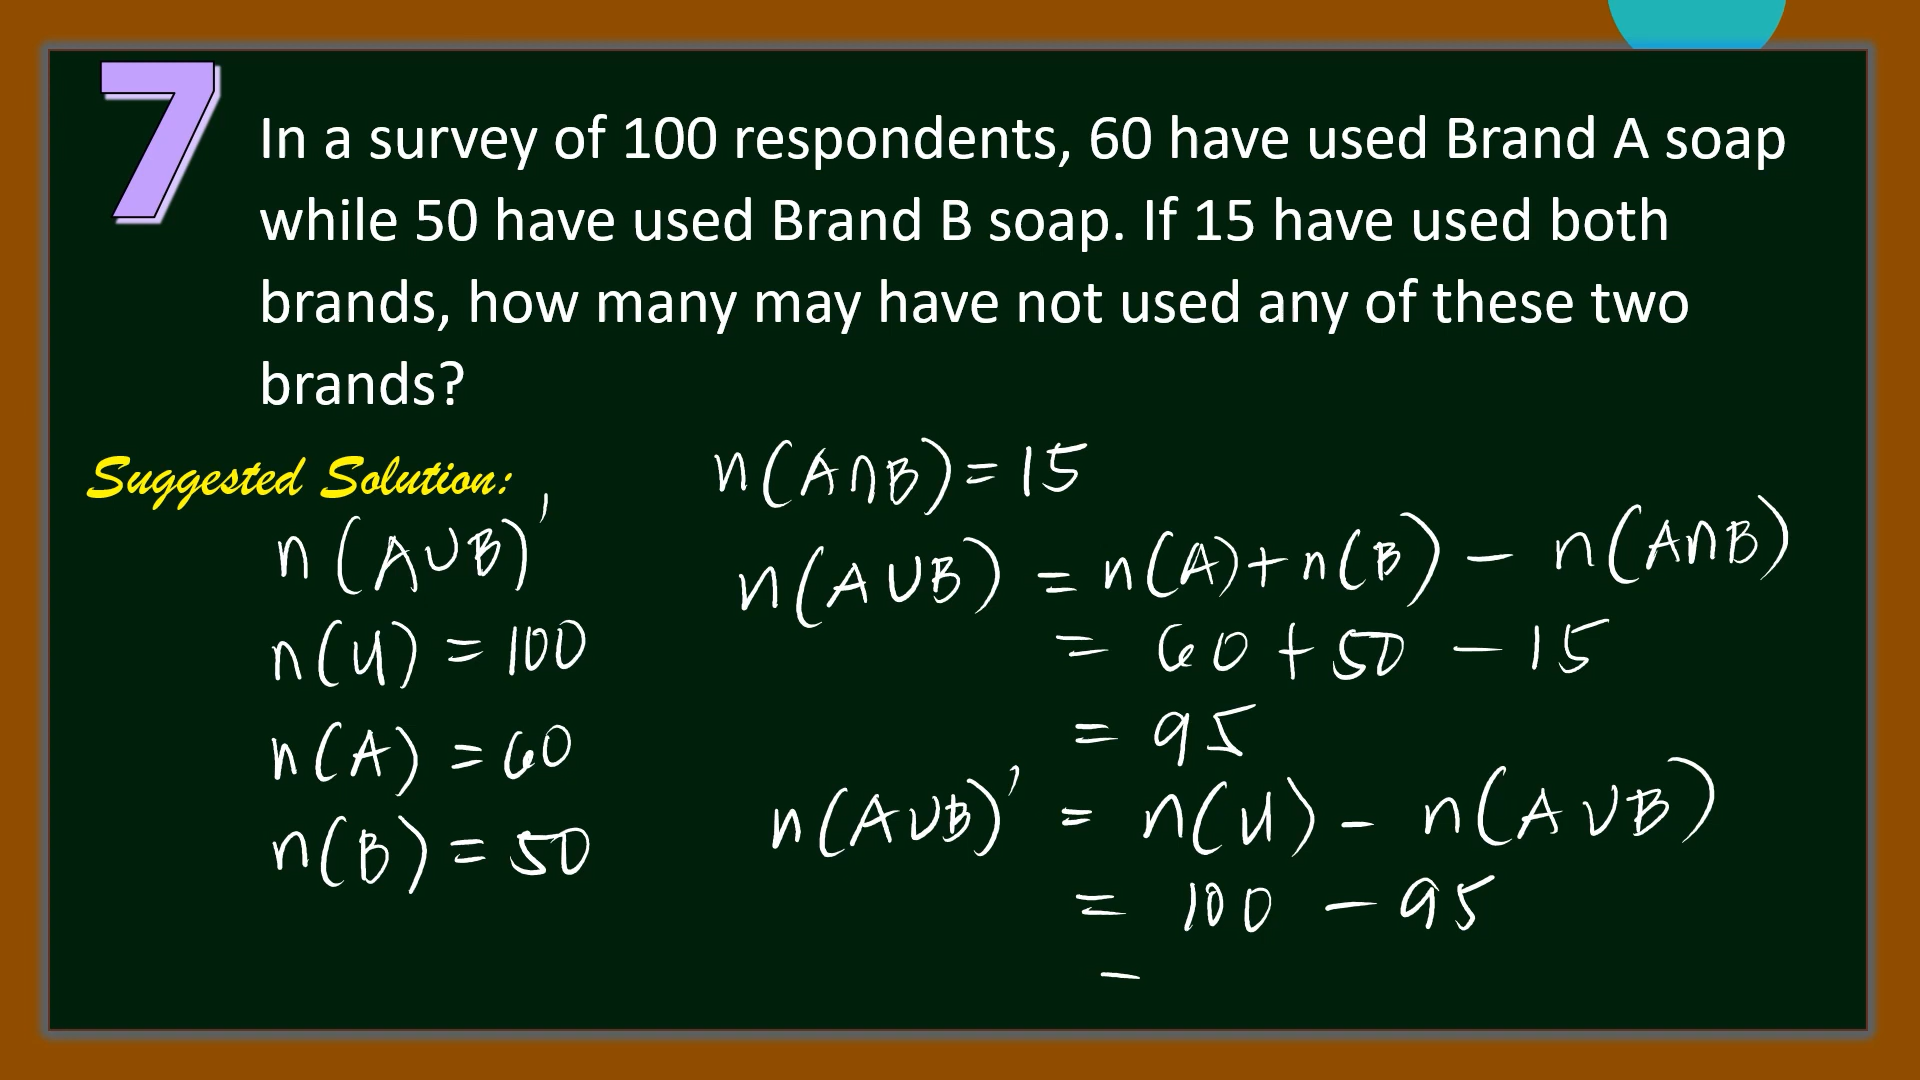 7
In a survey of 100 respondents, 60 have used Brand A soap
while 50 have used Brand B soap. If 15 have used both
brands, how many may have not used any of these two
brands?
Suggested Solution:
n(A∪B)'
n(U) = 100
n(A) = 60
n(B) = 50
n(A∩B) = 15
n(A∪B) = n(A) + n(B) − n(A∩B)
= 60 + 50 − 15
= 95
n(A∪B)' = n(U) − n(A∪B)
= 100 − 95
−